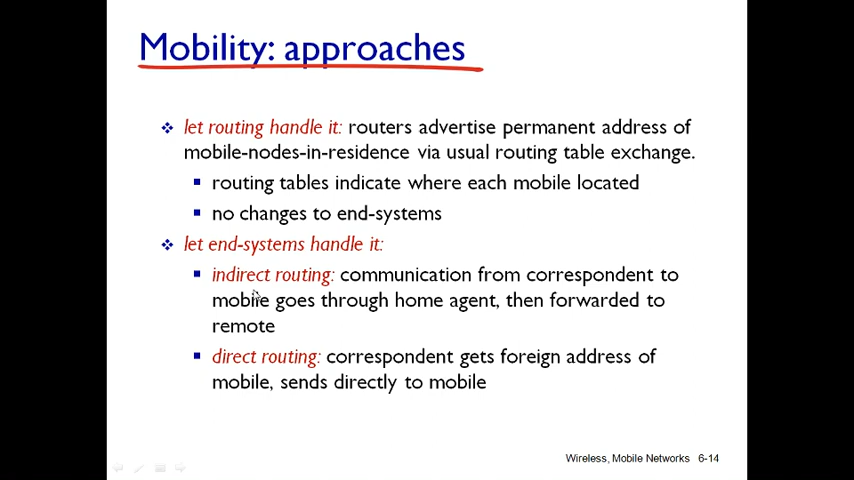 Mobility: approaches
let routing handle it: routers advertise permanent address of
mobile-nodes-in-residence via usual routing table exchange.
routing tables indicate where each mobile located
no changes to end-systems
let end-systems handle it:
indirect routing: communication from correspondent to
mobile goes through home agent, then forwarded to
remote
direct routing: correspondent gets foreign address of
mobile, sends directly to mobile
Wireless, Mobile Networks 6-14